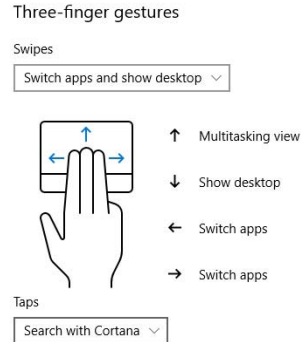 Three-finger gestures
Swipes
Switch apps and show desktop
Multitasking view
Show desktop
Switch apps
Switch apps
Taps
Search with Cortana